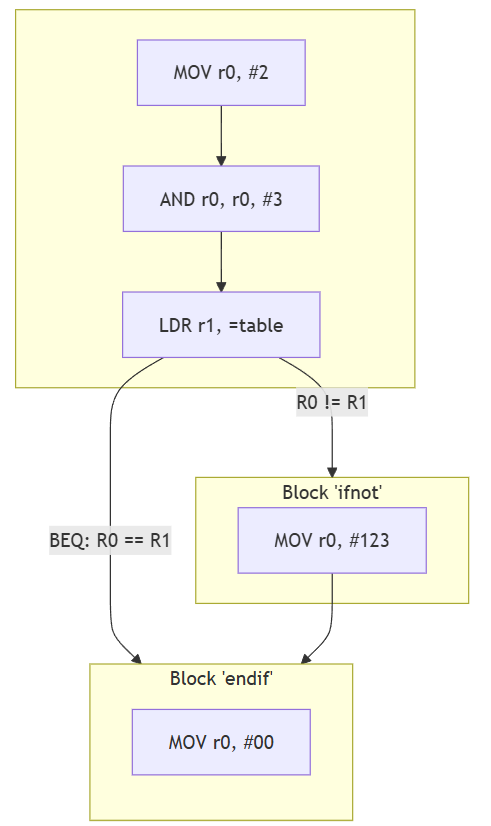 MOV r0, #2
AND r0, r0, #3
LDR r1, =table
R0 != R1
Block 'ifnot'
MOV r0, #123
BEQ: R0 == R1
Block 'endif'
MOV r0, #00